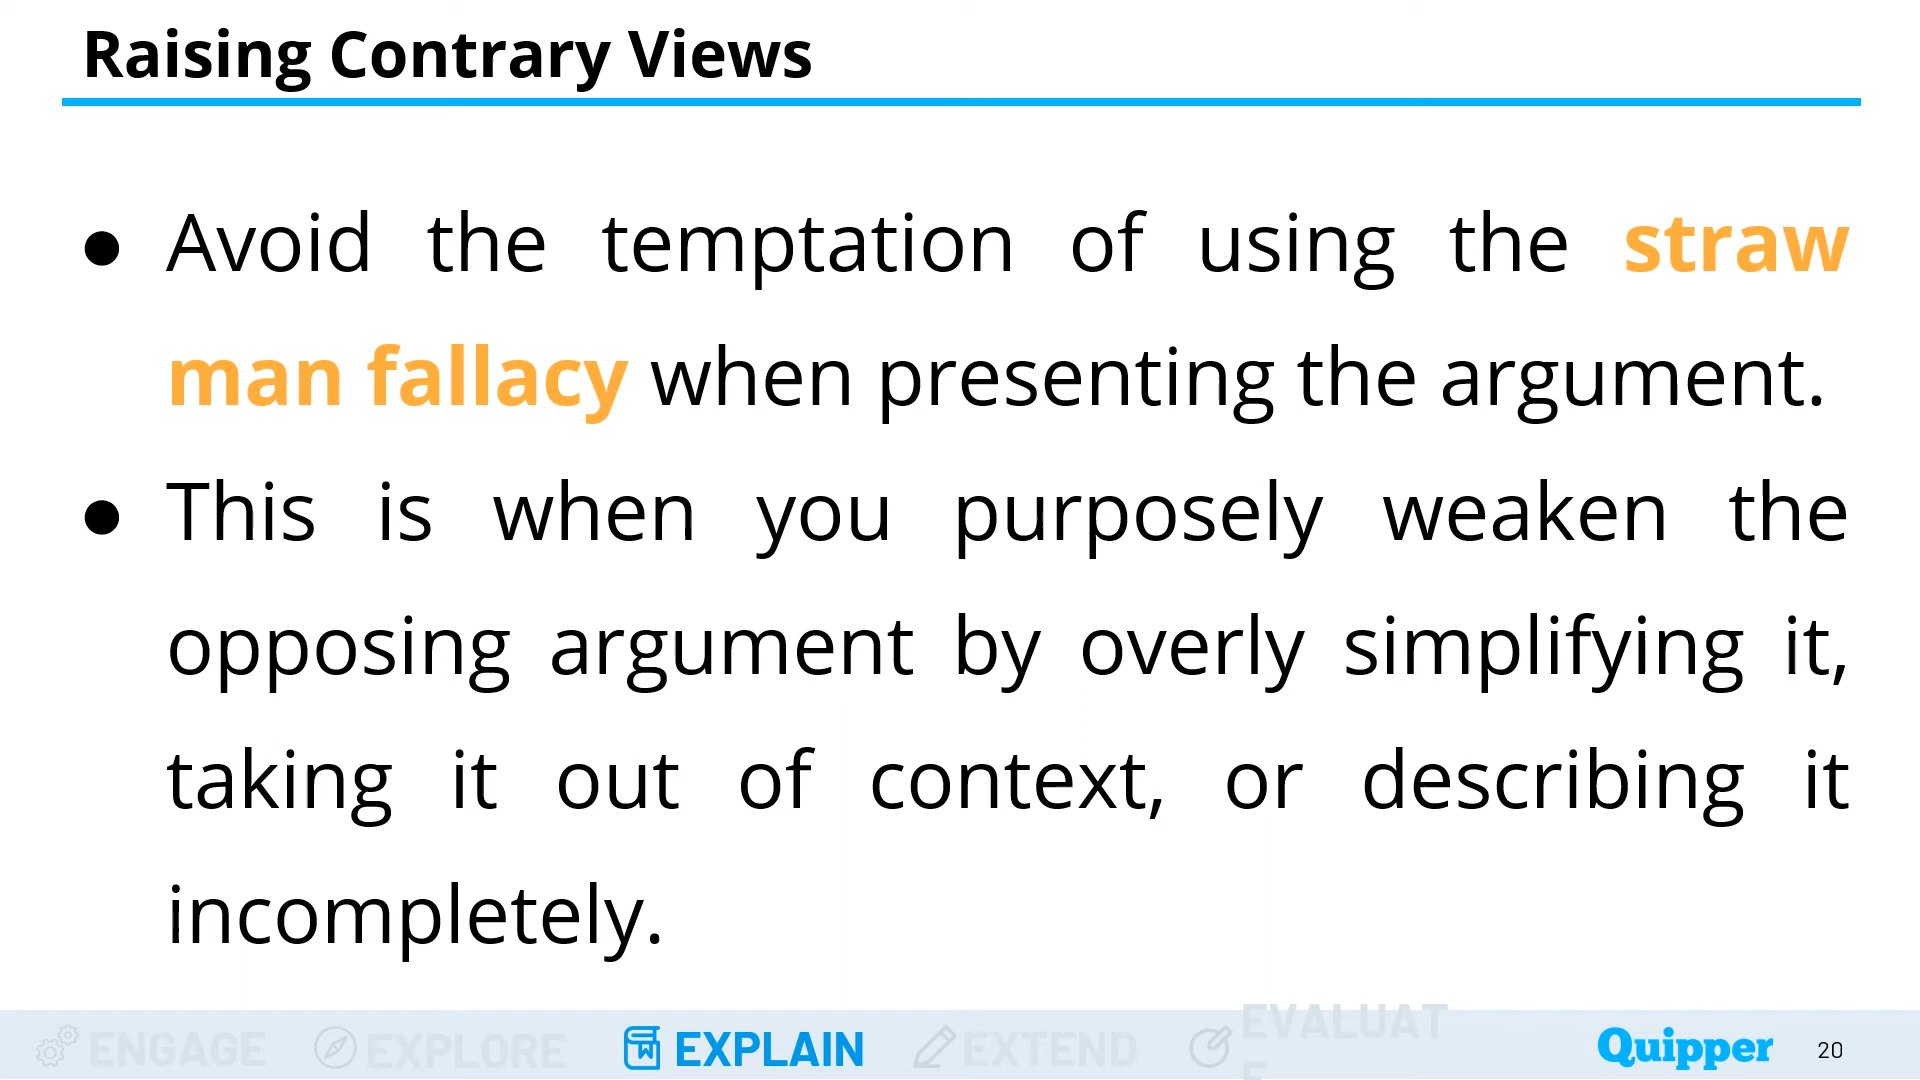 Raising Contrary Views
● Avoid the temptation of using the straw
man fallacy when presenting the argument.
● This is when you purposely weaken the
opposing argument by overly simplifying it,
taking it out of context, or describing it
incompletely.
ENGAGE EXPLORE EXPLAIN EXTEND EVALUAT
E
Quipper 20